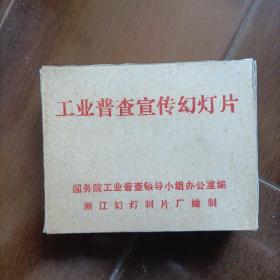 工业普查宣传幻灯片
国务院工业普查领导小组办公室编
浙江幻灯制片厂绘制